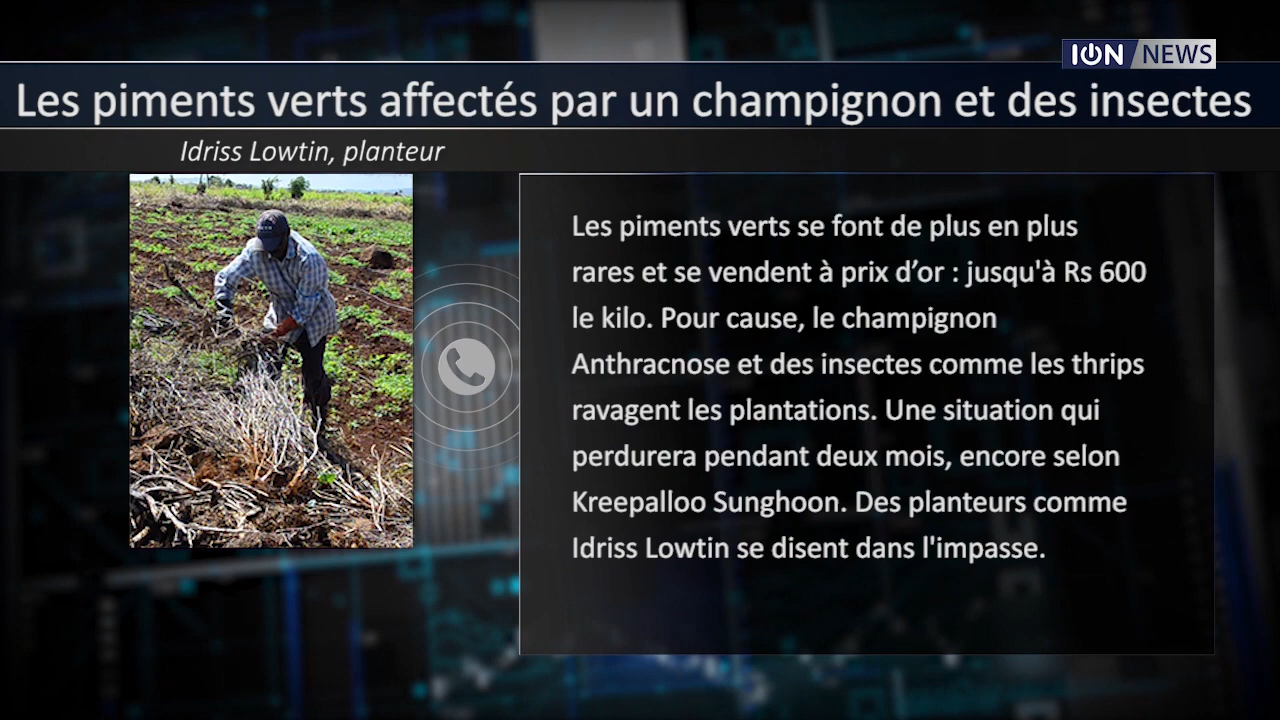 ION NEWS
Les piments verts affectés par un champignon et des insectes
Idriss Lowtin, planteur
Les piments verts se font de plus en plus
rares et se vendent à prix d’or : jusqu'à Rs 600
le kilo. Pour cause, le champignon
Anthracnose et des insectes comme les thrips
ravagent les plantations. Une situation qui
perdurera pendant deux mois, encore selon
Kreepalloo Sunghoon. Des planteurs comme
Idriss Lowtin se disent dans l'impasse.